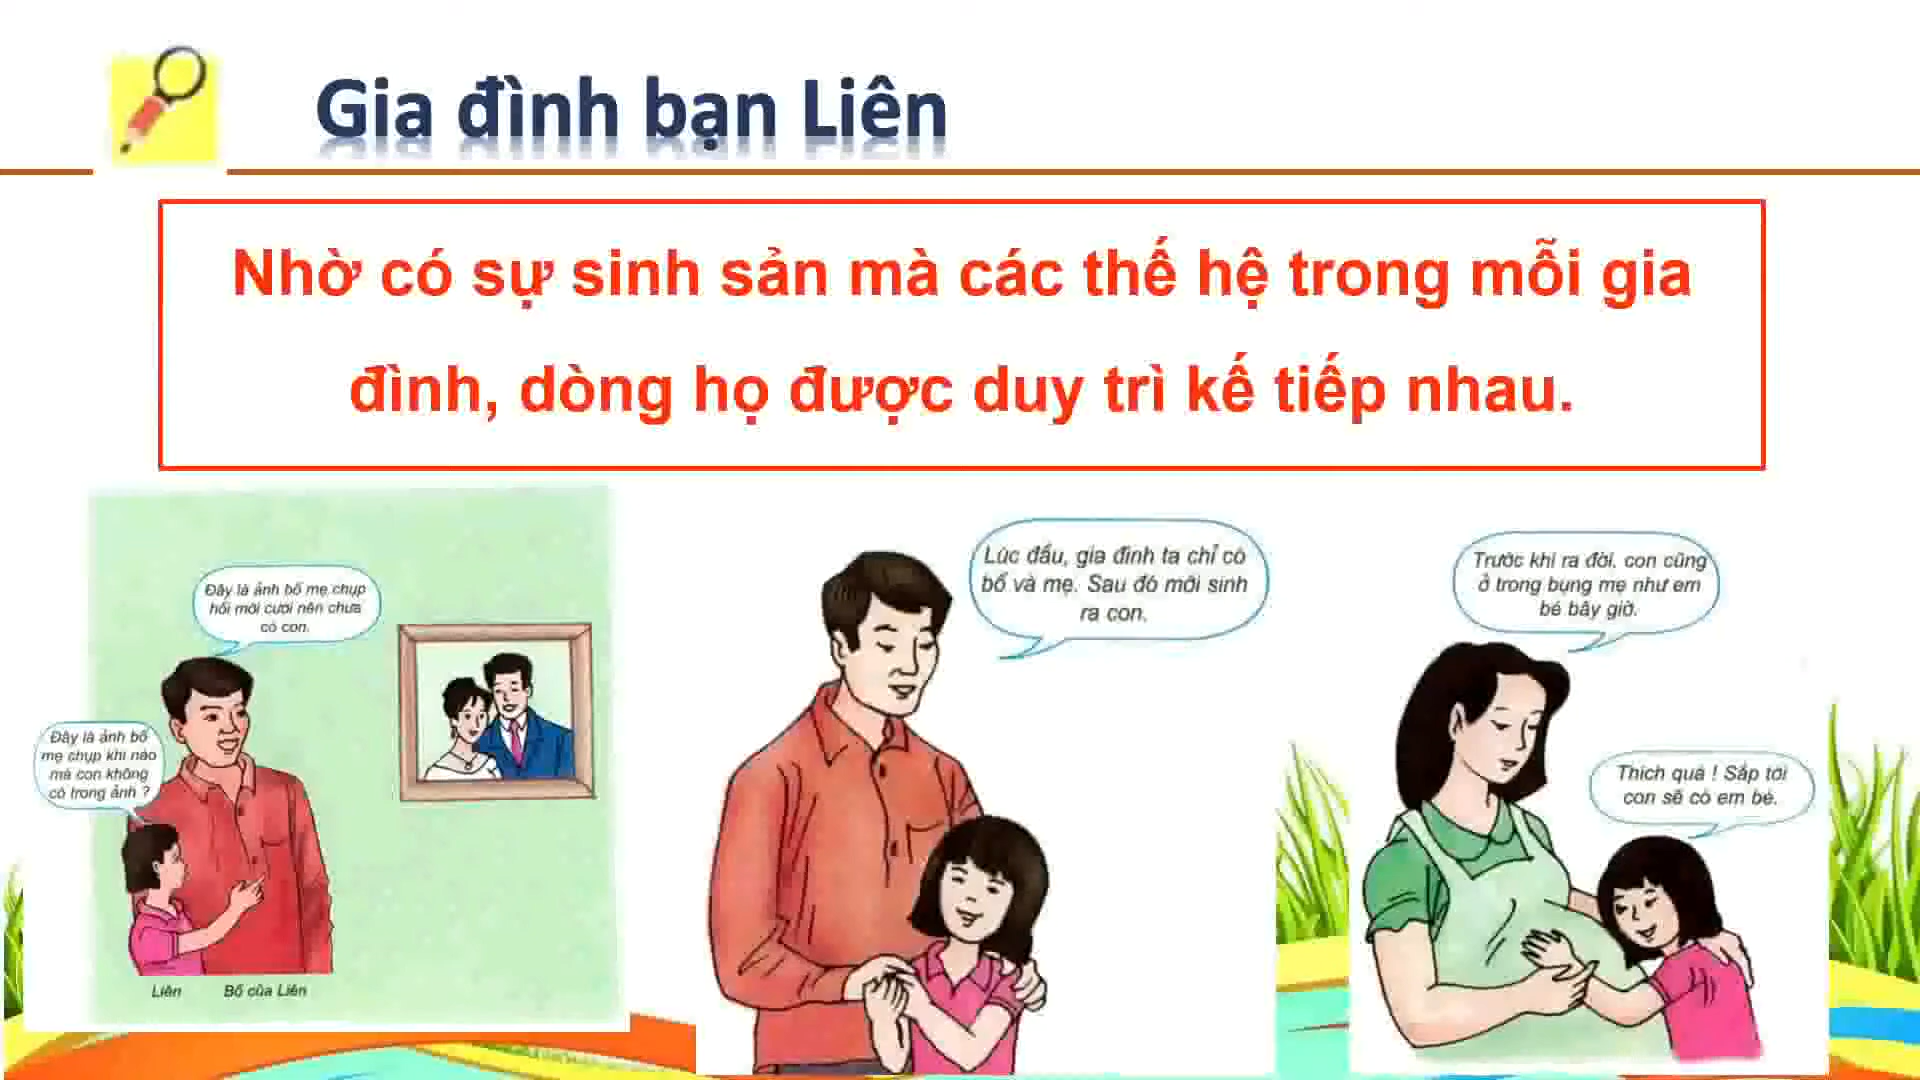 Gia đình bạn Liên
Nhờ có sự sinh sản mà các thế hệ trong mỗi gia
đình, dòng họ được duy trì kế tiếp nhau.
Đây là ảnh bố mẹ chụp
hồi mới cưới nên chưa
có con.
Đây là ảnh bố
mẹ chụp khi nào
mà con không
có trong ảnh ?
Liên
Bố của Liên
Lúc đầu, gia đình ta chỉ có
bố và mẹ. Sau đó mới sinh
ra con.
Trước khi ra đời, con cũng
ở trong bụng mẹ như em
bé bây giờ.
Thích quá ! Sắp tới
con sẽ có em bé.